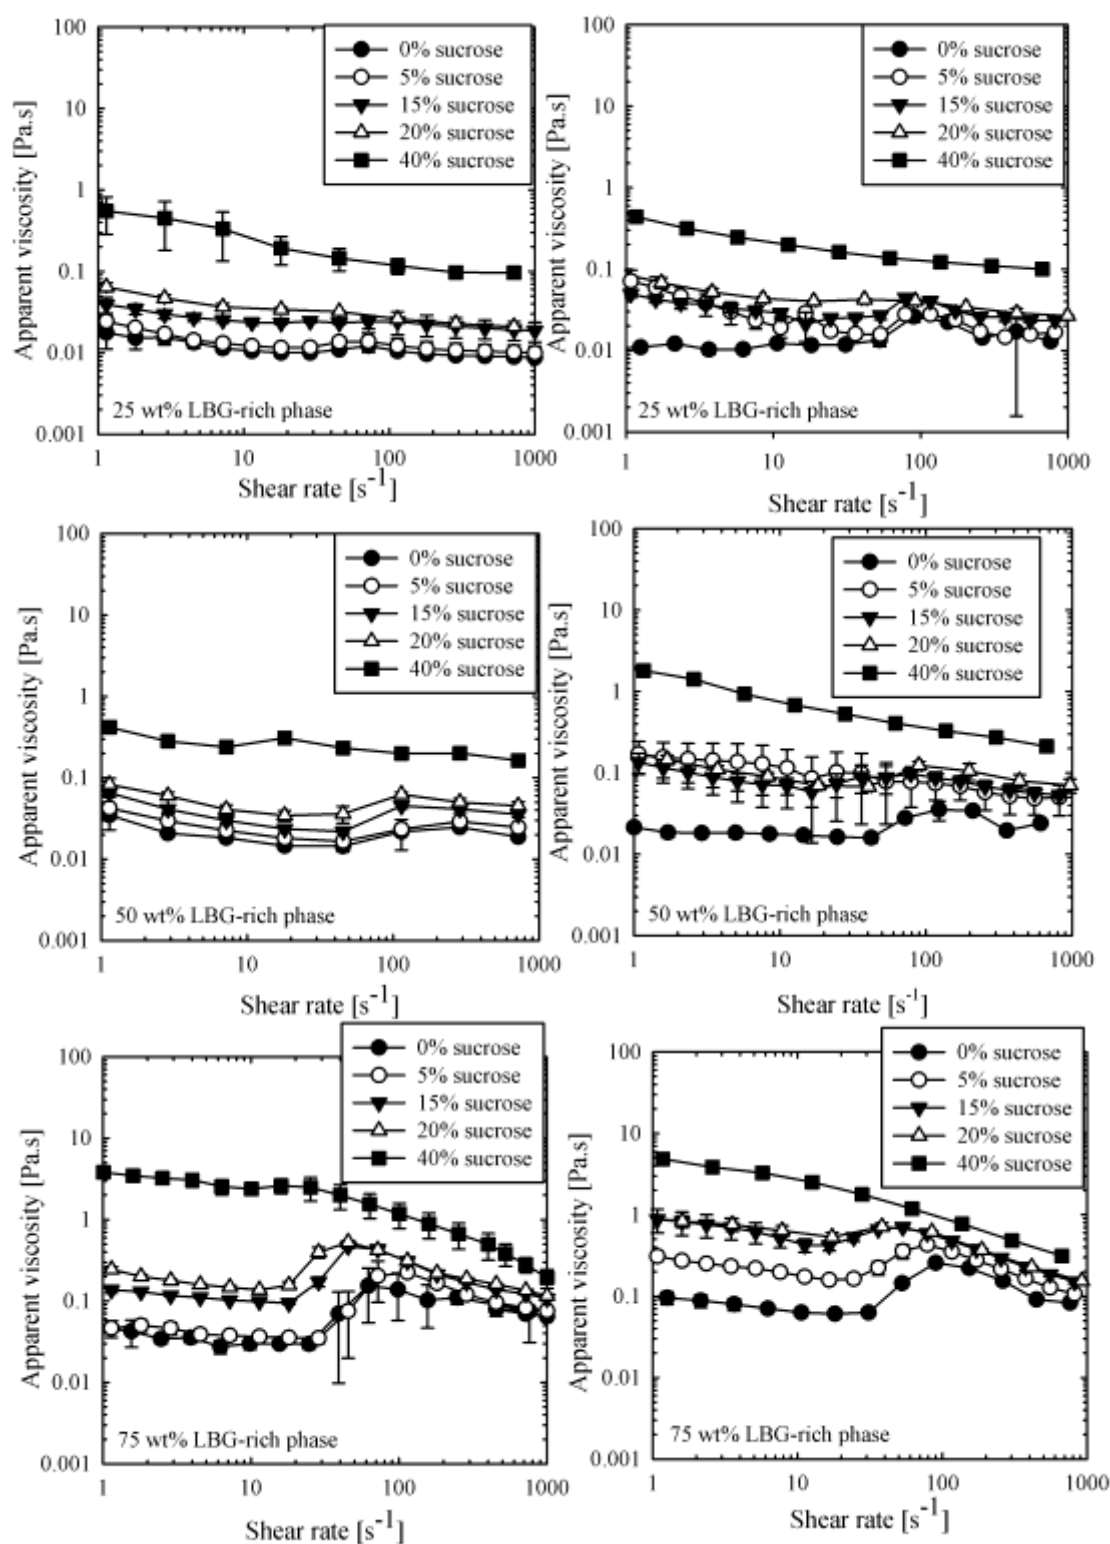 100
10
1
0.1
0.01
0.001
Apparent viscosity [Pa.s]
0% sucrose
5% sucrose
15% sucrose
20% sucrose
40% sucrose
25 wt% LBG-rich phase
1 10 100 1000
Shear rate [s-1]
100
10
1
0.1
0.01
0.001
Apparent viscosity [Pa.s]
0% sucrose
5% sucrose
15% sucrose
20% sucrose
40% sucrose
25 wt% LBG-rich phase
1 10 100 1000
Shear rate [s-1]
100
10
1
0.1
0.01
0.001
Apparent viscosity [Pa.s]
0% sucrose
5% sucrose
15% sucrose
20% sucrose
40% sucrose
50 wt% LBG-rich phase
1 10 100 1000
Shear rate [s-1]
100
10
1
0.1
0.01
0.001
Apparent viscosity [Pa.s]
0% sucrose
5% sucrose
15% sucrose
20% sucrose
40% sucrose
50 wt% LBG-rich phase
1 10 100 1000
Shear rate [s-1]
100
10
1
0.1
0.01
0.001
Apparent viscosity [Pa.s]
0% sucrose
5% sucrose
15% sucrose
20% sucrose
40% sucrose
75 wt% LBG-rich phase
1 10 100 1000
Shear rate [s-1]
100
10
1
0.1
0.01
0.001
Apparent viscosity [Pa.s]
0% sucrose
5% sucrose
15% sucrose
20% sucrose
40% sucrose
75 wt% LBG-rich phase
1 10 100 1000
Shear rate [s-1]